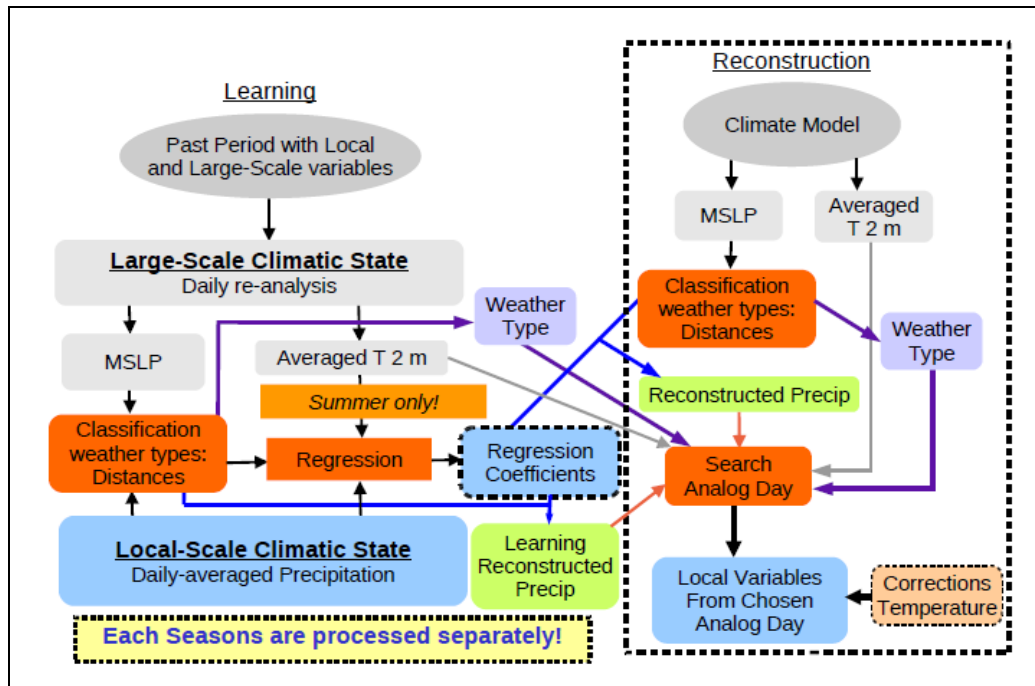 Learning
Past Period with Local
and Large-Scale variables
Large-Scale Climatic State
Daily re-analysis
MSLP
Averaged T 2 m
Summer only!
Classification
weather types:
Distances
Regression
Regression
Coefficients
Weather
Type
Local-Scale Climatic State
Daily-averaged Precipitation
Learning
Reconstructed
Precip
Each Seasons are processed separately!
Reconstruction
Climate Model
MSLP
Averaged
T 2 m
Classification
weather types:
Distances
Weather
Type
Reconstructed Precip
Search
Analog Day
Local Variables
From Chosen
Analog Day
Corrections
Temperature